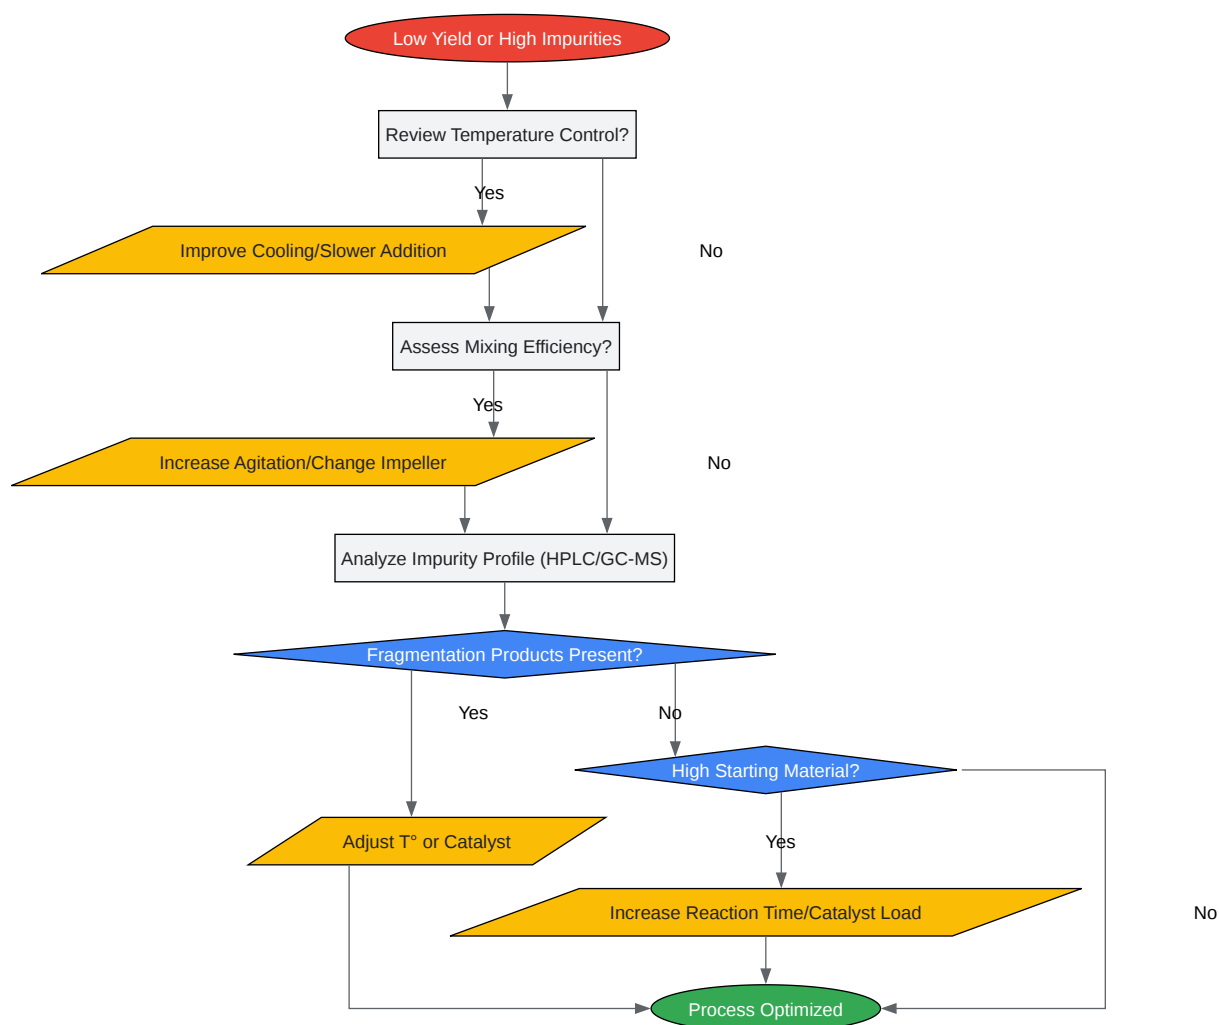 Low Yield or High Impurities
Review Temperature Control?
Yes
Improve Cooling/Slower Addition
No
Assess Mixing Efficiency?
Yes
Increase Agitation/Change Impeller
No
Analyze Impurity Profile (HPLC/GC-MS)
Fragmentation Products Present?
Yes
No
High Starting Material?
Adjust T° or Catalyst
Yes
Increase Reaction Time/Catalyst Load
No
Process Optimized